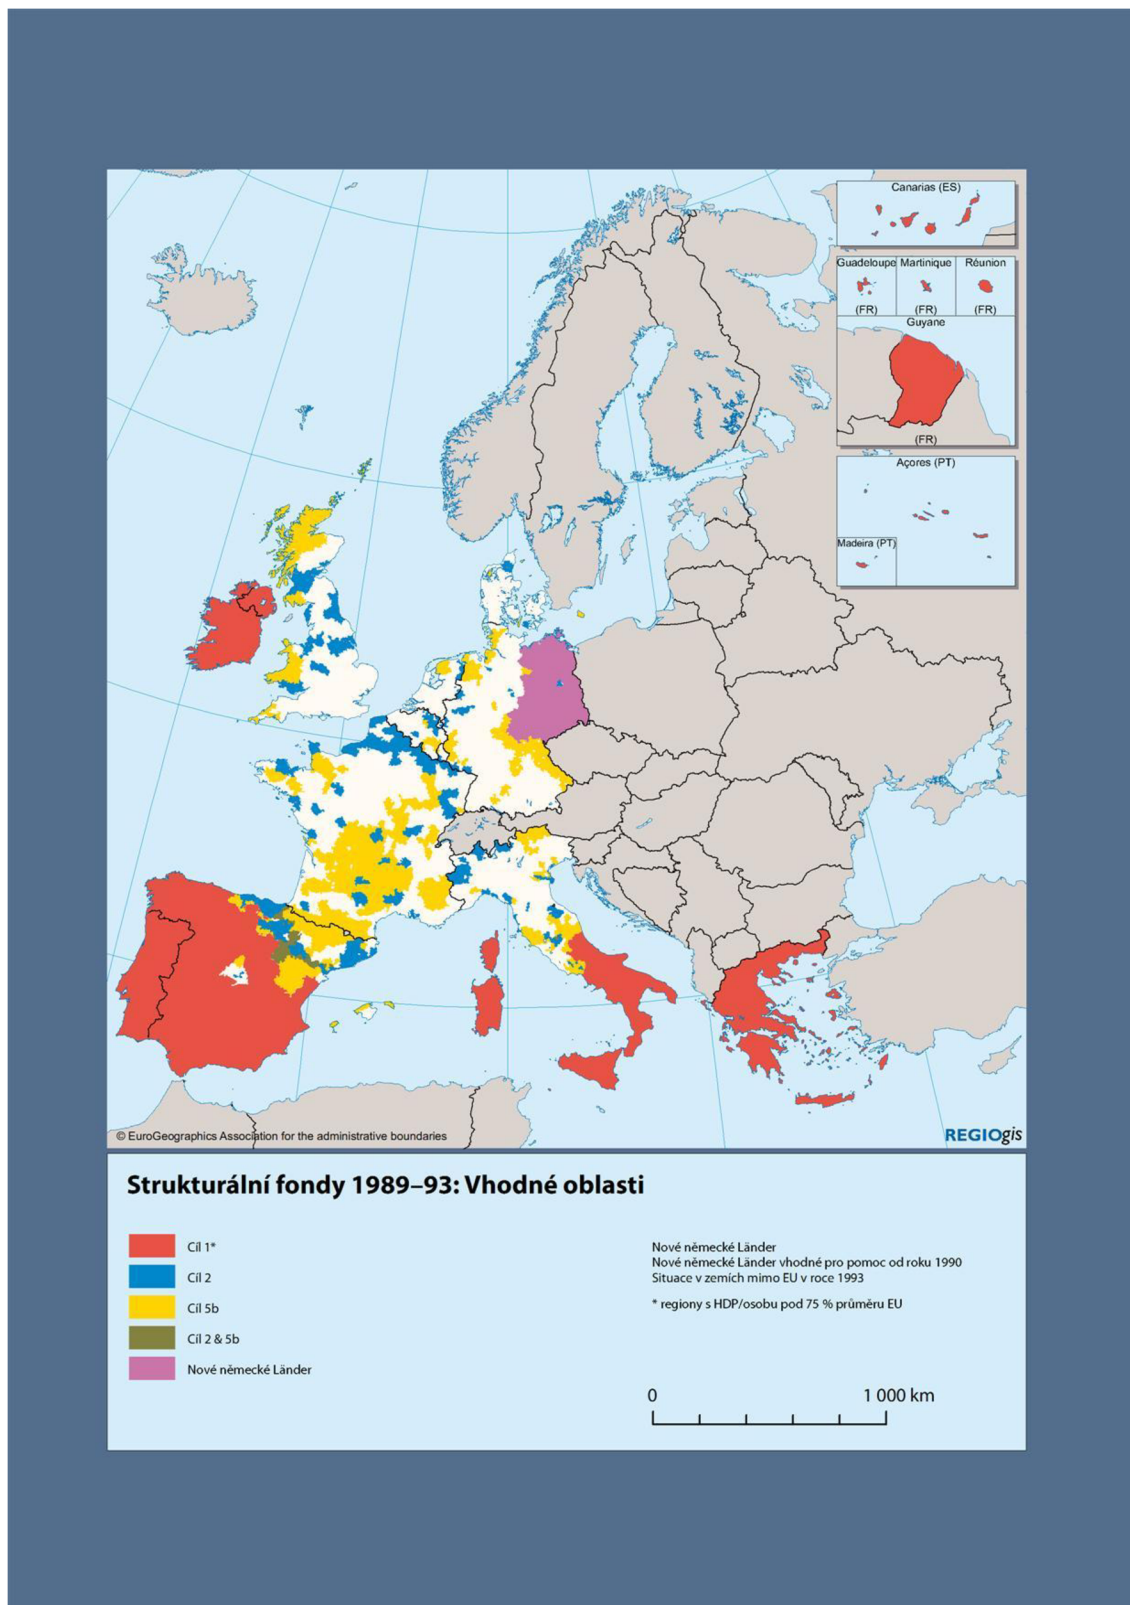 Canarias (ES)
Guadeloupe
Martinique
Réunion
(FR)
(FR)
(FR)
Guyane
(FR)
Açores (PT)
Madeira (PT)
© EuroGeographics Association for the administrative boundaries
REGIOgis
Strukturální fondy 1989–93: Vhodné oblasti
Cíl 1*
Cíl 2
Cíl 5b
Cíl 2 & 5b
Nové německé Länder
Nové německé Länder
Nové německé Länder vhodné pro pomoc od roku 1990
Situace v zemích mimo EU v roce 1993
* regiony s HDP/osobu pod 75 % průměru EU
0 1 000 km